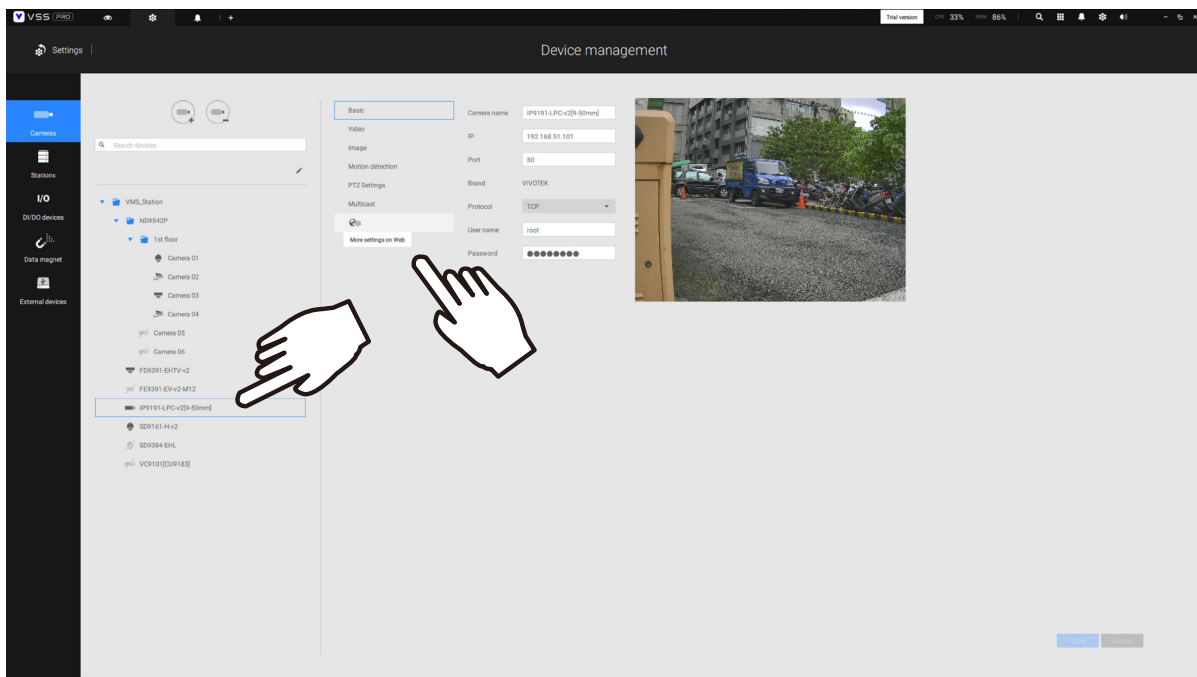 VSS PRO
+
Trial version
CPU 33%
MEM 86%
Settings
Device management
Cameras
Stations
I/O
DI/DO devices
Data magnet
External devices
Search devices
VMS_Station
ND9542P
1st floor
Camera 01
Camera 02
Camera 03
Camera 04
Camera 05
Camera 06
FD9391-EHTV-v2
FE9391-EV-v2-M12
IP9191-LPC-v2[9-50mm]
SD9161-H-v2
SD9384-EHL
VC9101[CU9183]
Basic
Video
Image
Motion detection
PTZ Settings
Multicast
More settings on Web
Camera name IP9191-LPC-v2[9-50mm]
IP 192.168.51.101
Port 80
Brand VIVOTEK
Protocol TCP
User name root
Password
Cancel